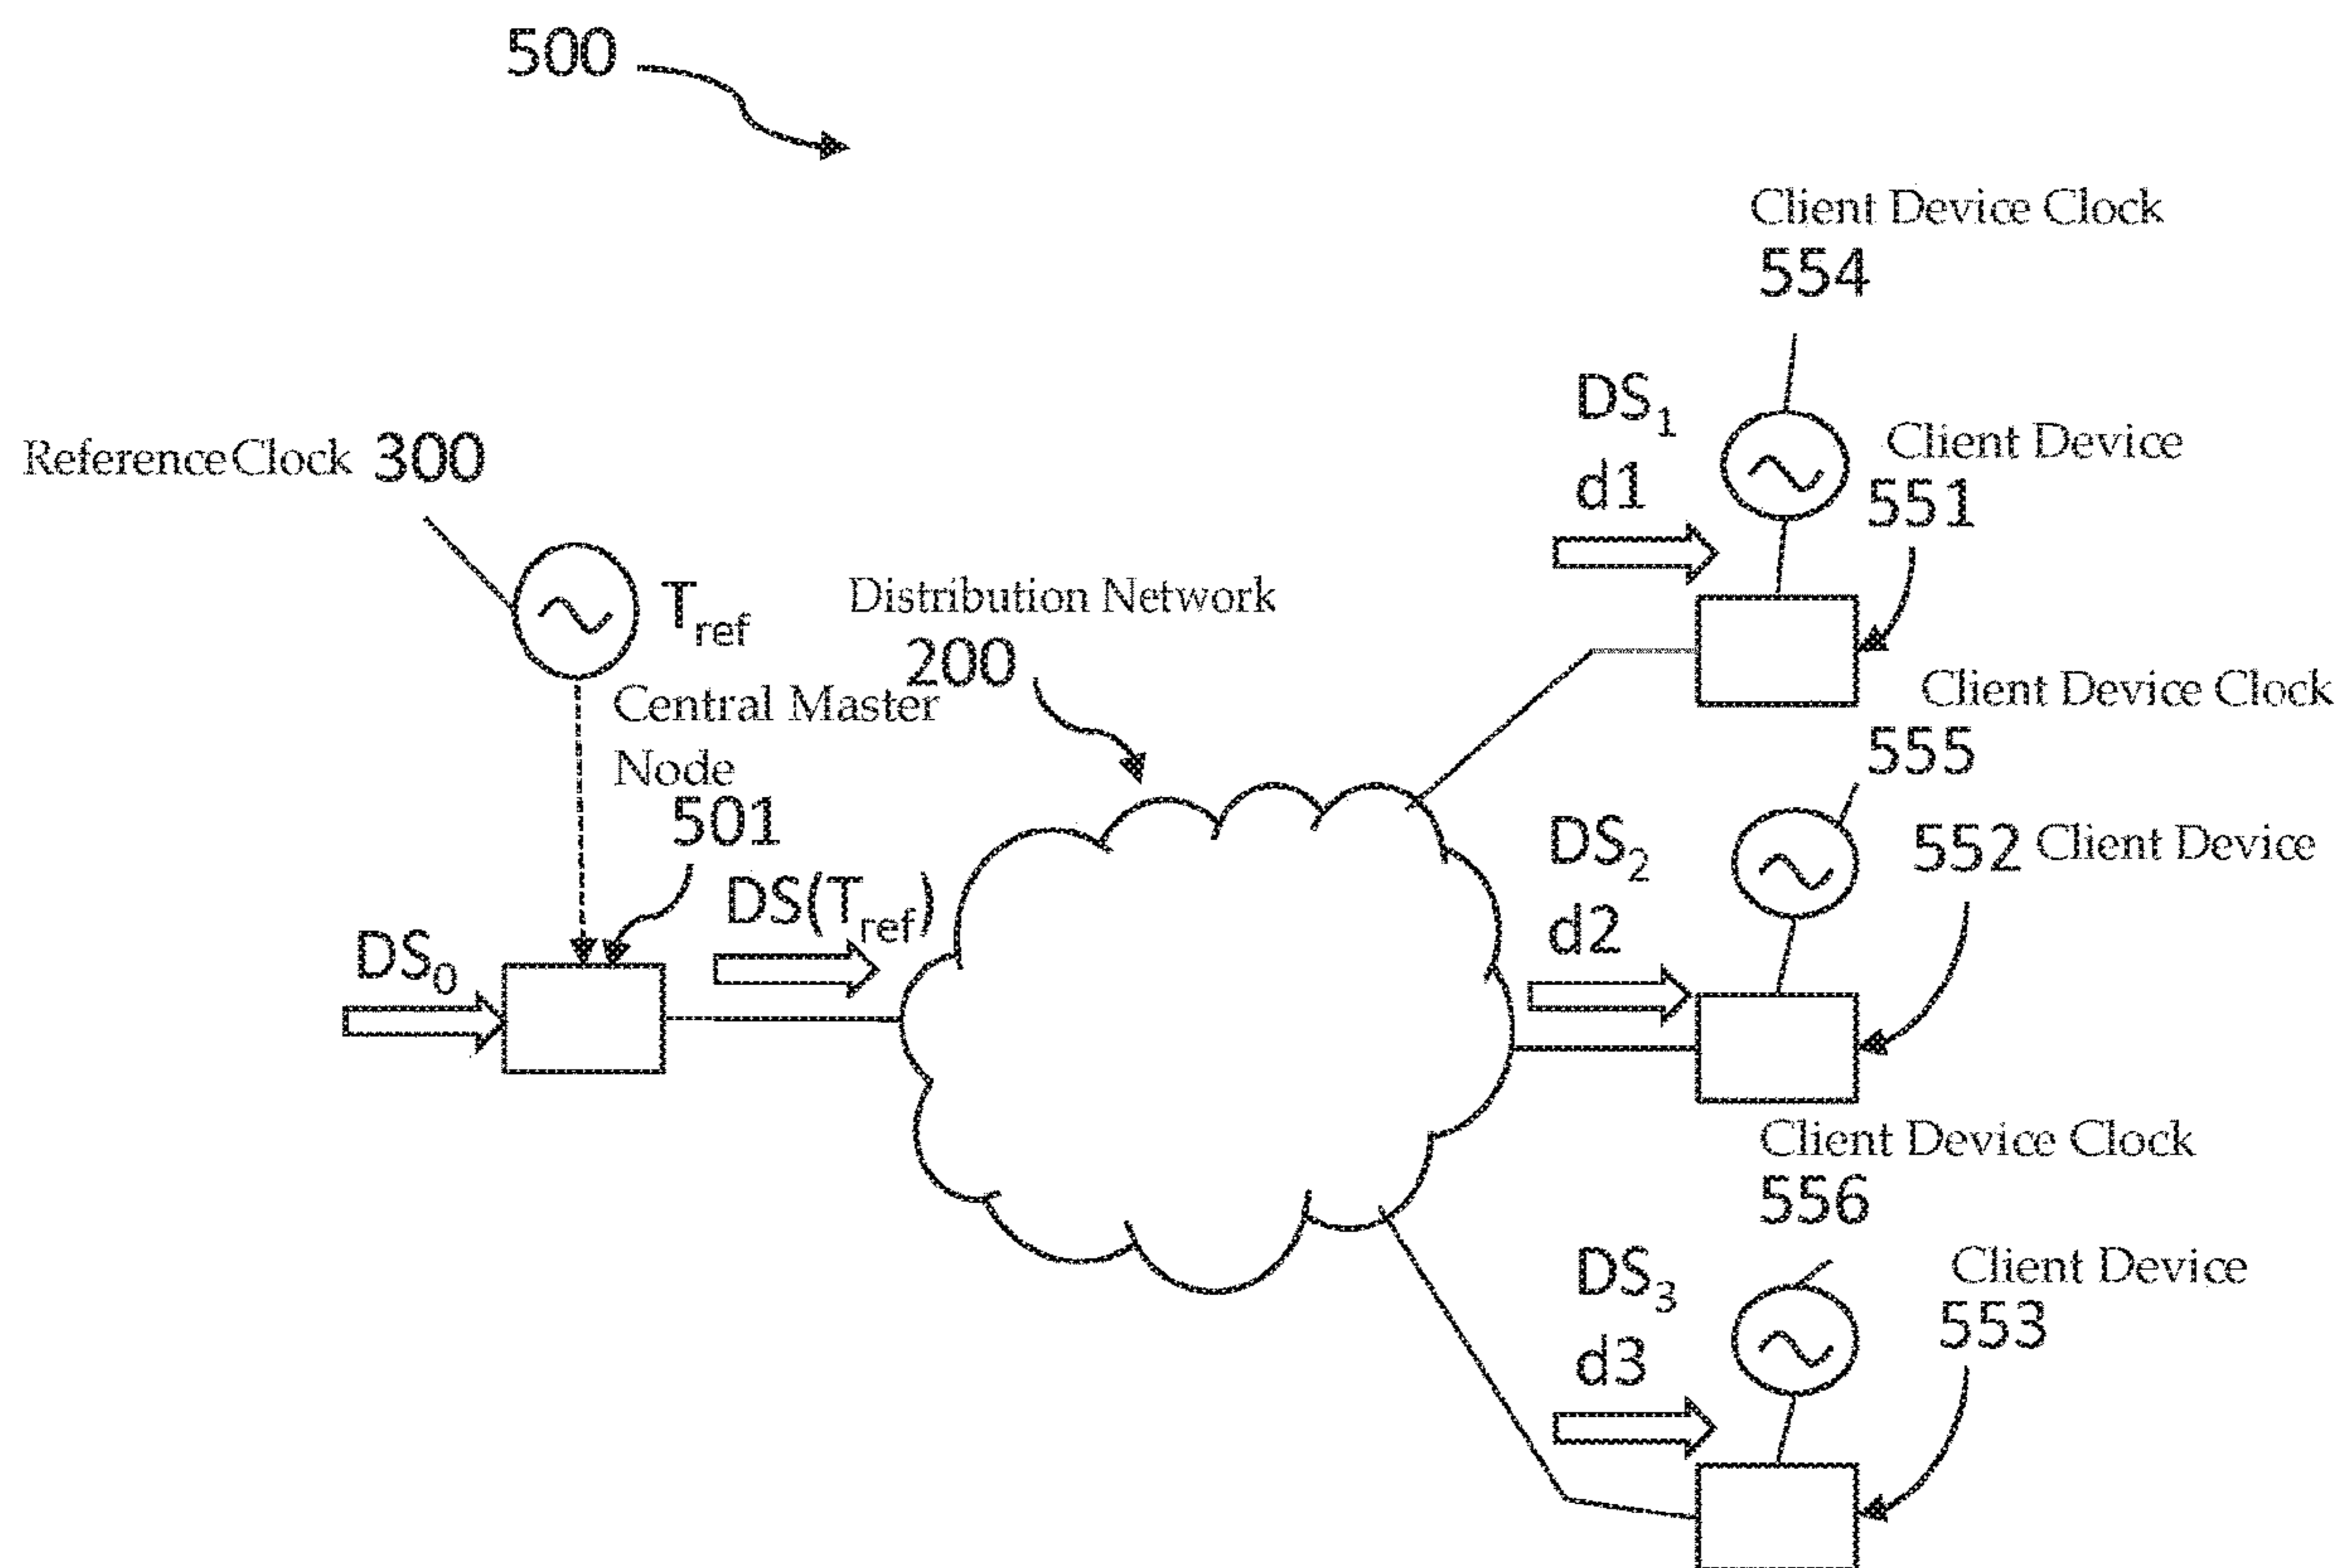 500
Client Device Clock
554
DS1
d1
Client Device
551
Reference Clock 300
Tref
Distribution Network
200
Central Master
Node
501
Client Device Clock
555
DS2
d2
552 Client Device
DS0
DS(Tref)
Client Device Clock
556
DS3
d3
Client Device
553